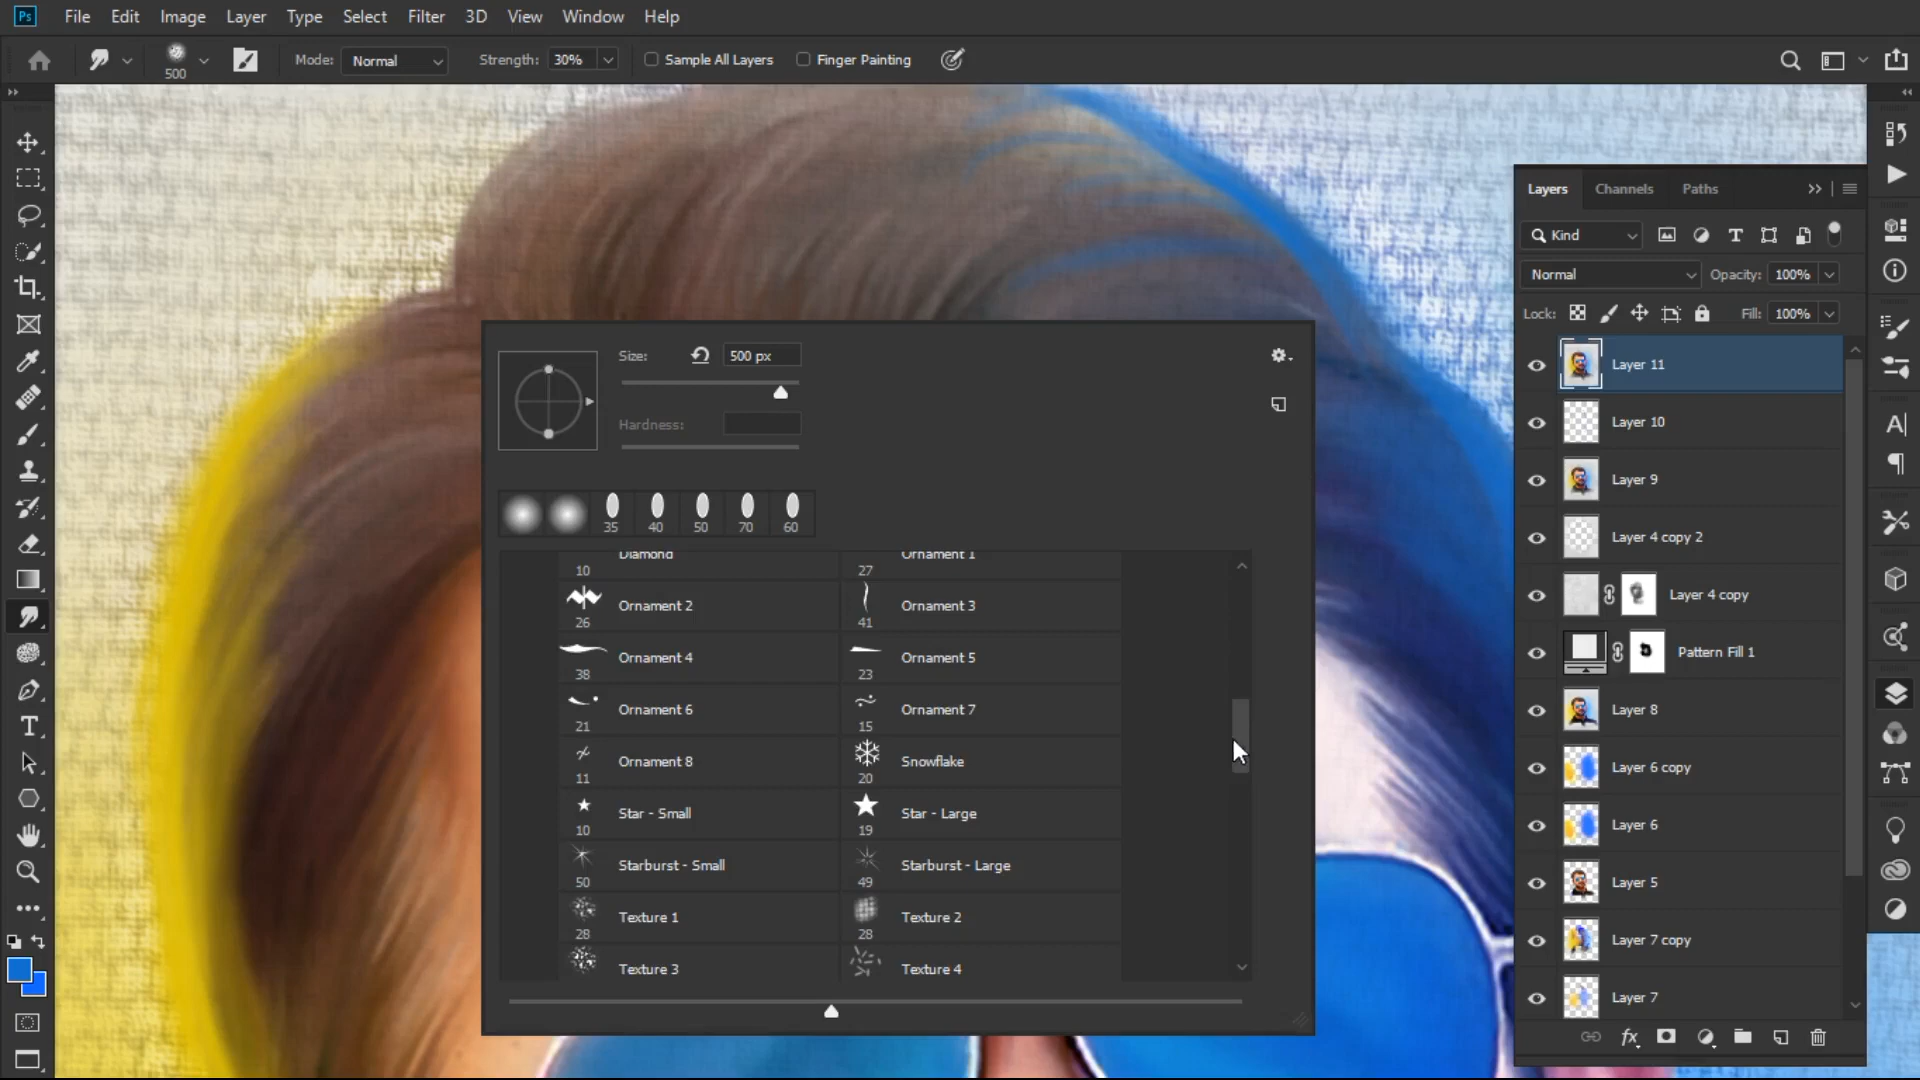 Ps File Edit Image Layer Type Select Filter 3D View Window Help
500 Mode: Normal Strength: 30% Sample All Layers Finger Painting
Layers Channels Paths
Kind
Normal Opacity: 100%
Lock: Fill: 100%
Layer 11
Layer 10
Layer 9
Layer 4 copy 2
Layer 4 copy
Pattern Fill 1
Layer 8
Layer 6 copy
Layer 6
Layer 5
Layer 7 copy
Layer 7
Size: 500 px
Hardness:
35 40 50 70 60
Diamond Ornament 1
10 27
Ornament 2 Ornament 3
26 41
Ornament 4 Ornament 5
38 23
Ornament 6 Ornament 7
21 15
Ornament 8 Snowflake
11 20
Star - Small Star - Large
10 19
Starburst - Small Starburst - Large
50 49
Texture 1 Texture 2
28 28
Texture 3 Texture 4